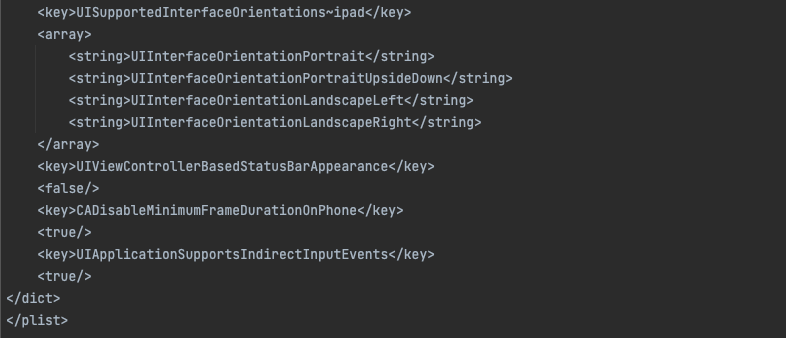 <key>UISupportedInterfaceOrientations~ipad</key>
<array>
<string>UIInterfaceOrientationPortrait</string>
<string>UIInterfaceOrientationPortraitUpsideDown</string>
<string>UIInterfaceOrientationLandscapeLeft</string>
<string>UIInterfaceOrientationLandscapeRight</string>
</array>
<key>UIViewControllerBasedStatusBarAppearance</key>
<false/>
<key>CADisableMinimumFrameDurationOnPhone</key>
<true/>
<key>UIApplicationSupportsIndirectInputEvents</key>
<true/>
</dict>
</plist>